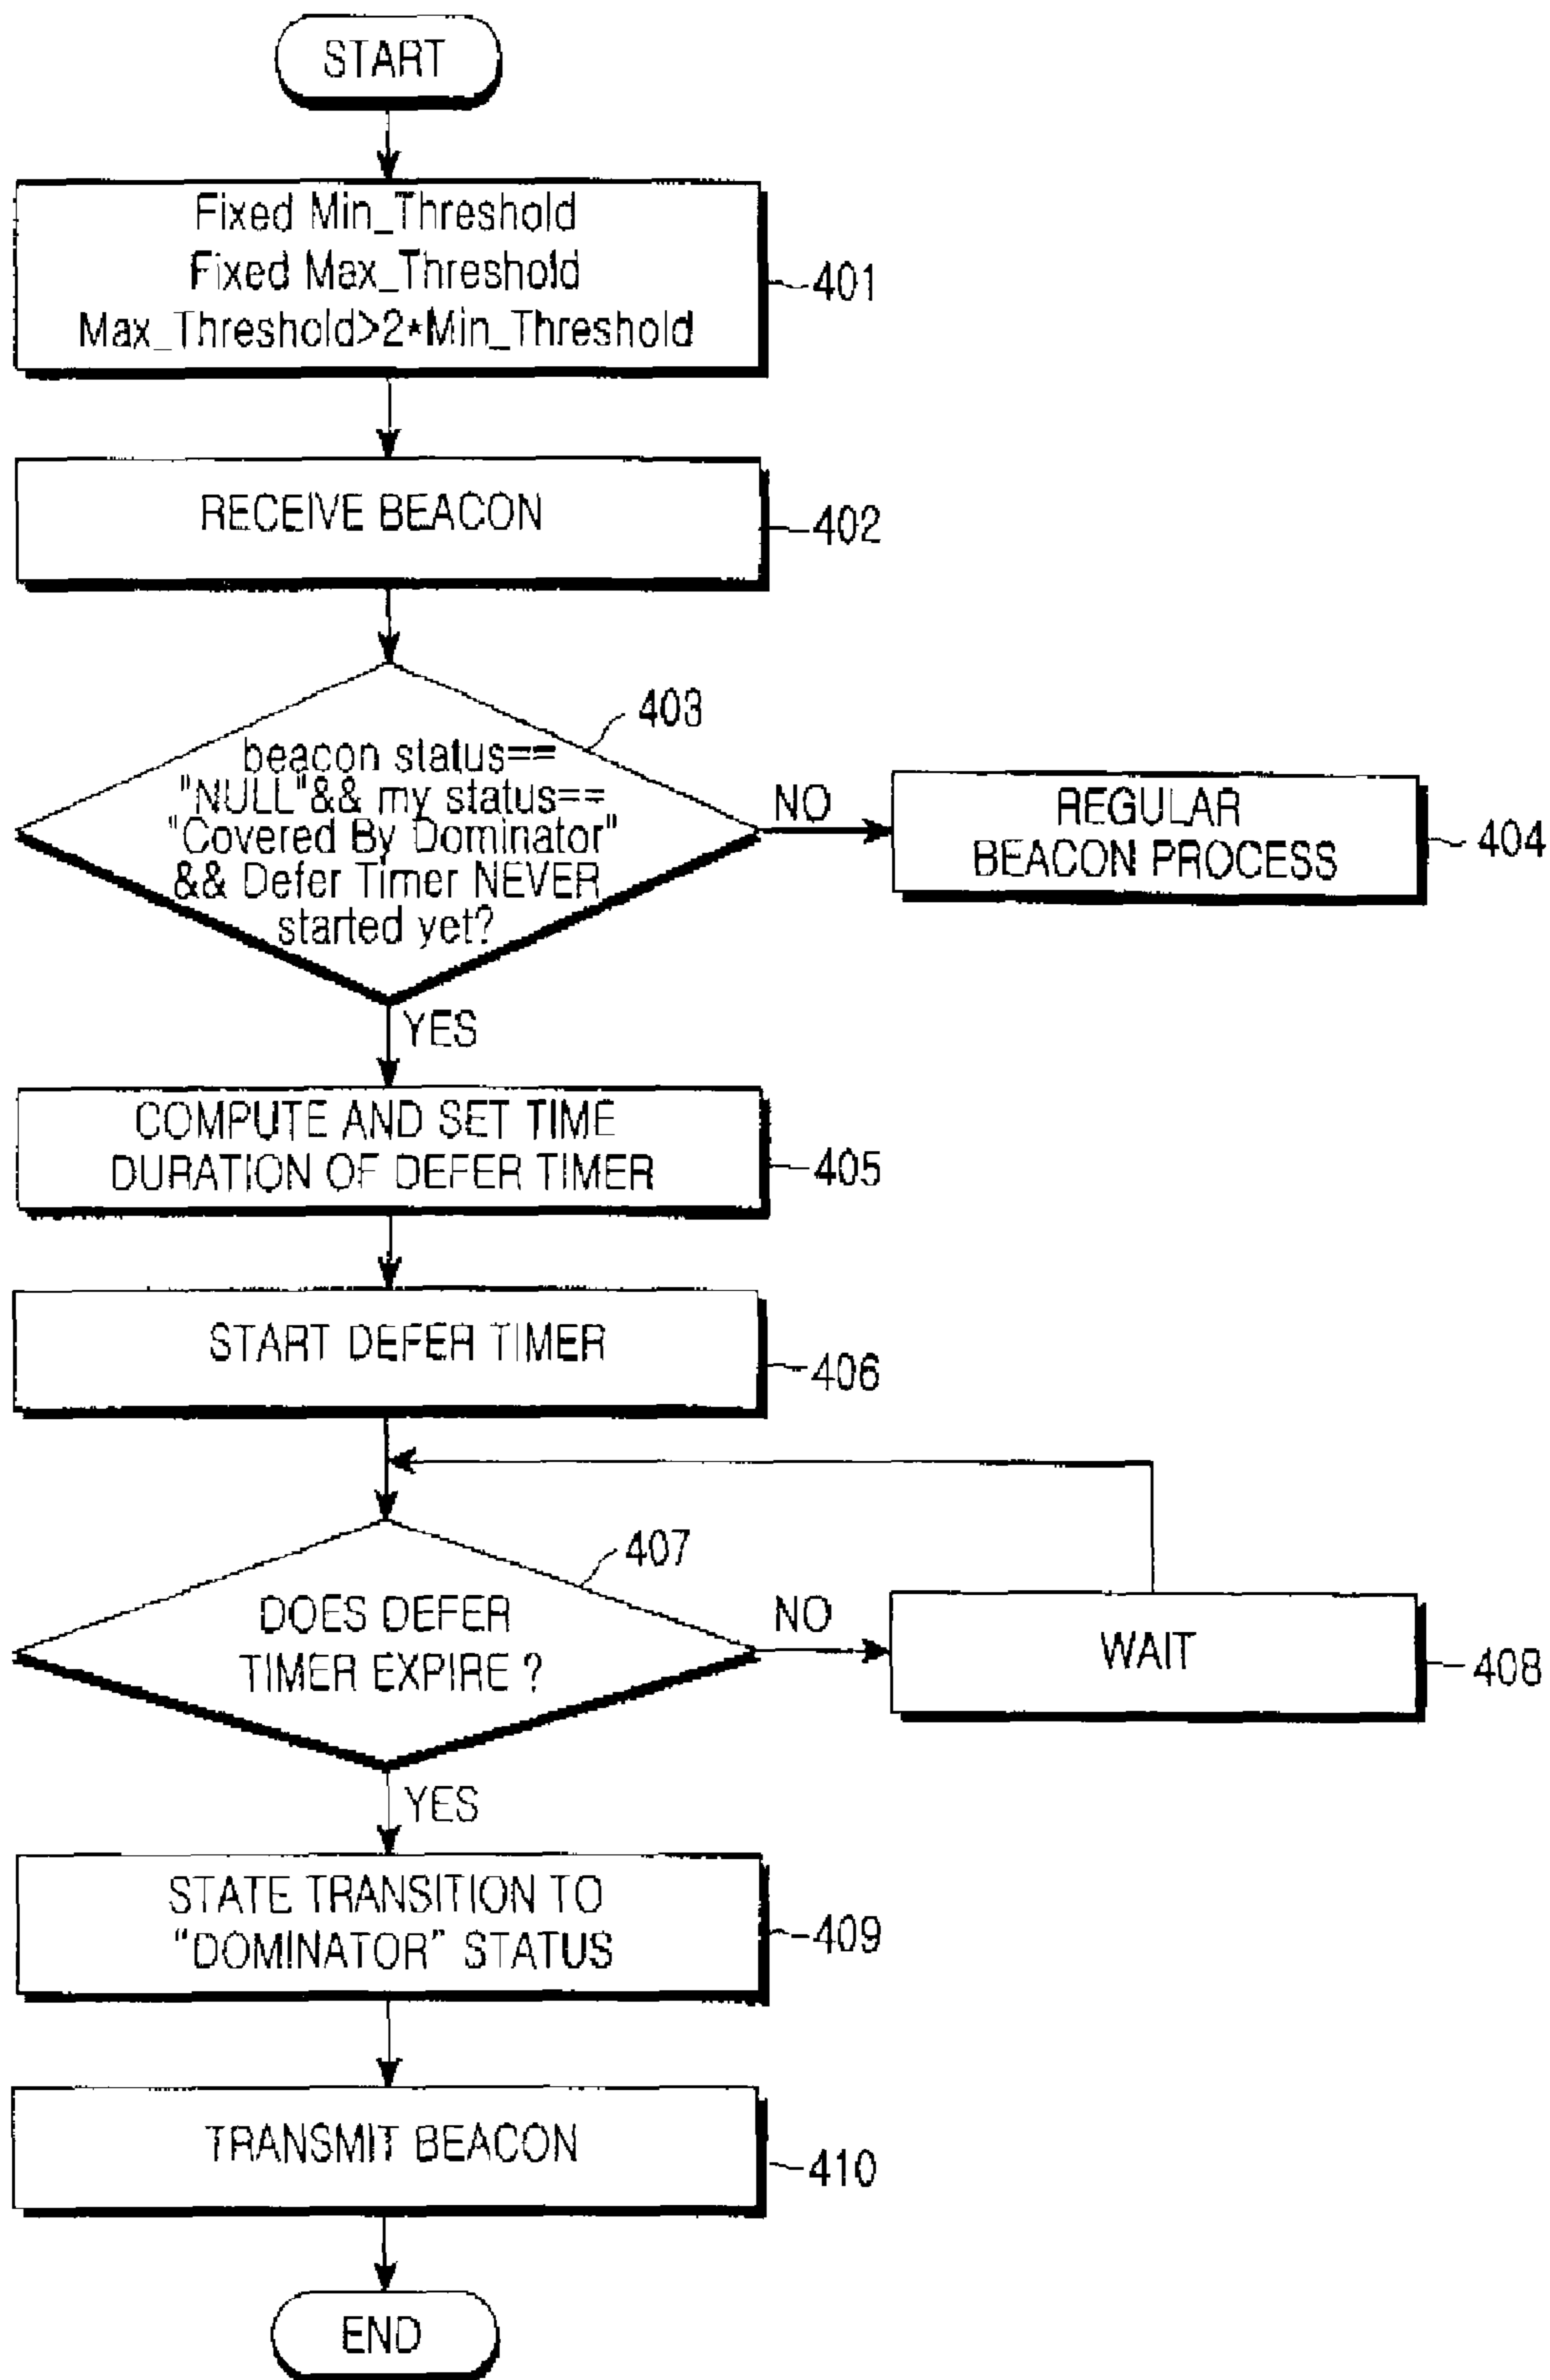 START
Fixed Min_Threshold
Fixed Max_Threshold
Max_Threshold>2*Min_Threshold
401
RECEIVE BEACON
402
403
beacon status==
"NULL"&& my status==
"Covered By Dominator"
&& Defer Timer NEVER
started yet?
NO
REGULAR
BEACON PROCESS
404
YES
COMPUTE AND SET TIME
DURATION OF DEFER TIMER
405
START DEFER TIMER
406
407
DOES DEFER
TIMER EXPIRE ?
NO
WAIT
408
YES
STATE TRANSITION TO
"DOMINATOR" STATUS
409
TRANSMIT BEACON
410
END